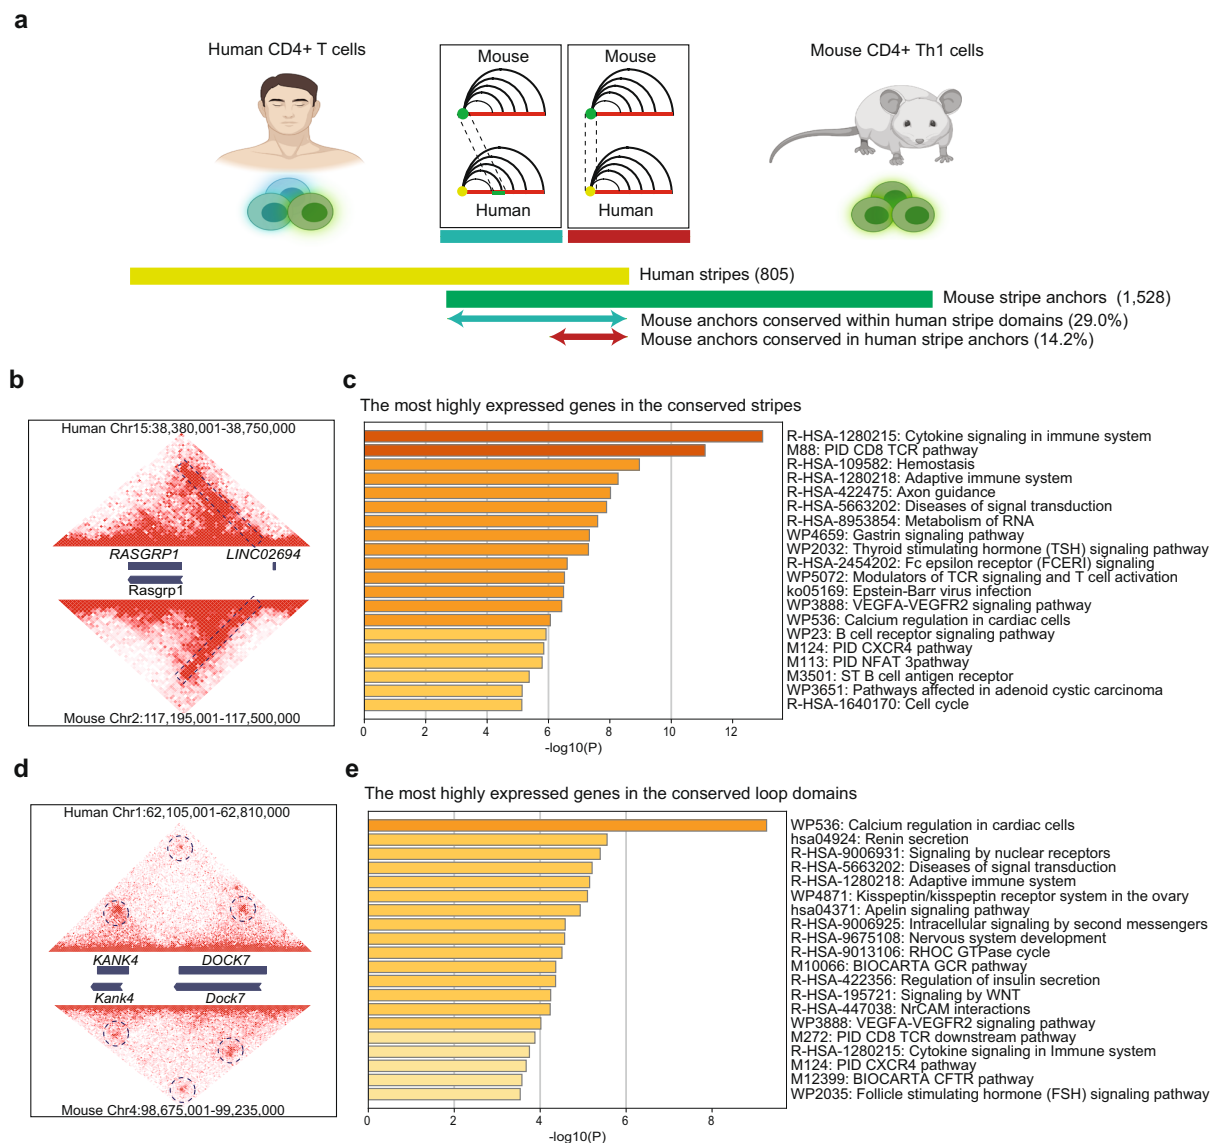 a
Human CD4+ T cells
Mouse CD4+ Th1 cells
Mouse
Human
Mouse
Human
Human stripes (805)
Mouse stripe anchors (1,528)
Mouse anchors conserved within human stripe domains (29.0%)
Mouse anchors conserved in human stripe anchors (14.2%)
b
Human Chr15:38,380,001-38,750,000
RASGRP1 LINC02694
Rasgrp1
Mouse Chr2:117,195,001-117,500,000
c
The most highly expressed genes in the conserved stripes
R-HSA-1280215: Cytokine signaling in immune system
M88: PID CD8 TCR pathway
R-HSA-109582: Hemostasis
R-HSA-1280218: Adaptive immune system
R-HSA-422475: Axon guidance
R-HSA-5663202: Diseases of signal transduction
R-HSA-8953854: Metabolism of RNA
WP4659: Gastrin signaling pathway
WP2032: Thyroid stimulating hormone (TSH) signaling pathway
R-HSA-2454202: Fc epsilon receptor (FCERI) signaling
WP5072: Modulators of TCR signaling and T cell activation
ko05169: Epstein-Barr virus infection
WP3888: VEGFA-VEGFR2 signaling pathway
WP536: Calcium regulation in cardiac cells
WP23: B cell receptor signaling pathway
M124: PID CXCR4 pathway
M113: PID NFAT 3pathway
M3501: ST B cell antigen receptor
WP3651: Pathways affected in adenoid cystic carcinoma
R-HSA-1640170: Cell cycle
0 2 4 6 8 10 12
-log10(P)
d
Human Chr1:62,105,001-62,810,000
KANK4 DOCK7
Kank4 Dock7
Mouse Chr4:98,675,001-99,235,000
e
The most highly expressed genes in the conserved loop domains
WP536: Calcium regulation in cardiac cells
hsa04924: Renin secretion
R-HSA-9006931: Signaling by nuclear receptors
R-HSA-5663202: Diseases of signal transduction
R-HSA-1280218: Adaptive immune system
WP4871: Kisspeptin/kisspeptin receptor system in the ovary
hsa04371: Apelin signaling pathway
R-HSA-9006925: Intracellular signaling by second messengers
R-HSA-9675108: Nervous system development
R-HSA-9013106: RHOC GTPase cycle
M10066: BIOCARTA GCR pathway
R-HSA-422356: Regulation of insulin secretion
R-HSA-195721: Signaling by WNT
R-HSA-447038: NrCAM interactions
WP3888: VEGFA-VEGFR2 signaling pathway
M272: PID CD8 TCR downstream pathway
R-HSA-1280215: Cytokine signaling in Immune system
M124: PID CXCR4 pathway
M12399: BIOCARTA CFTR pathway
WP2035: Follicle stimulating hormone (FSH) signaling pathway
0 2 4 6 8
-log10(P)